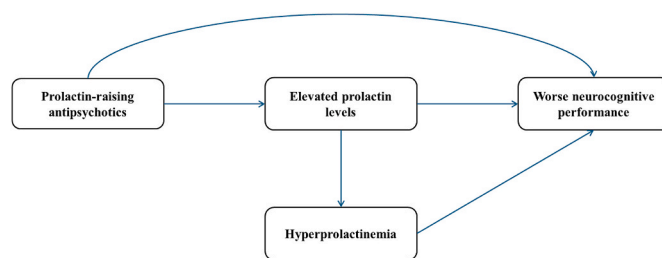 Prolactin-raising
antipsychotics
Elevated prolactin
levels
Worse neurocognitive
performance
Hyperprolactinemia